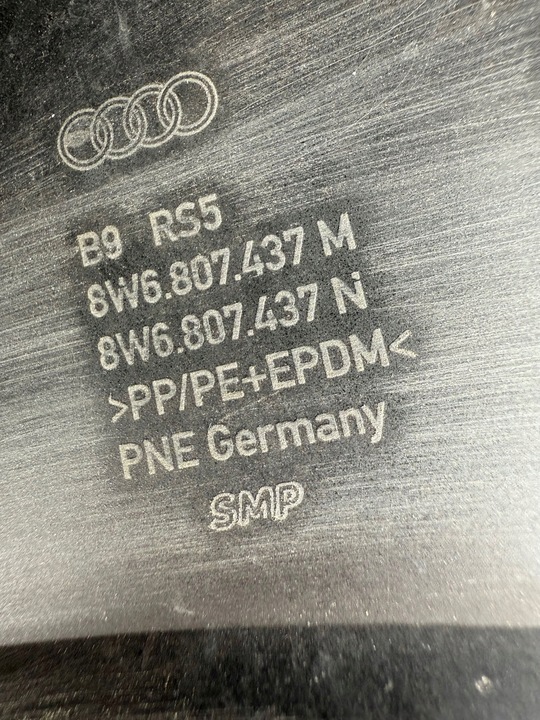 B9 RS5
8W6.807.437 M
8W6.807.437 N
>PP/PE+EPDM<
PNE Germany
SMP